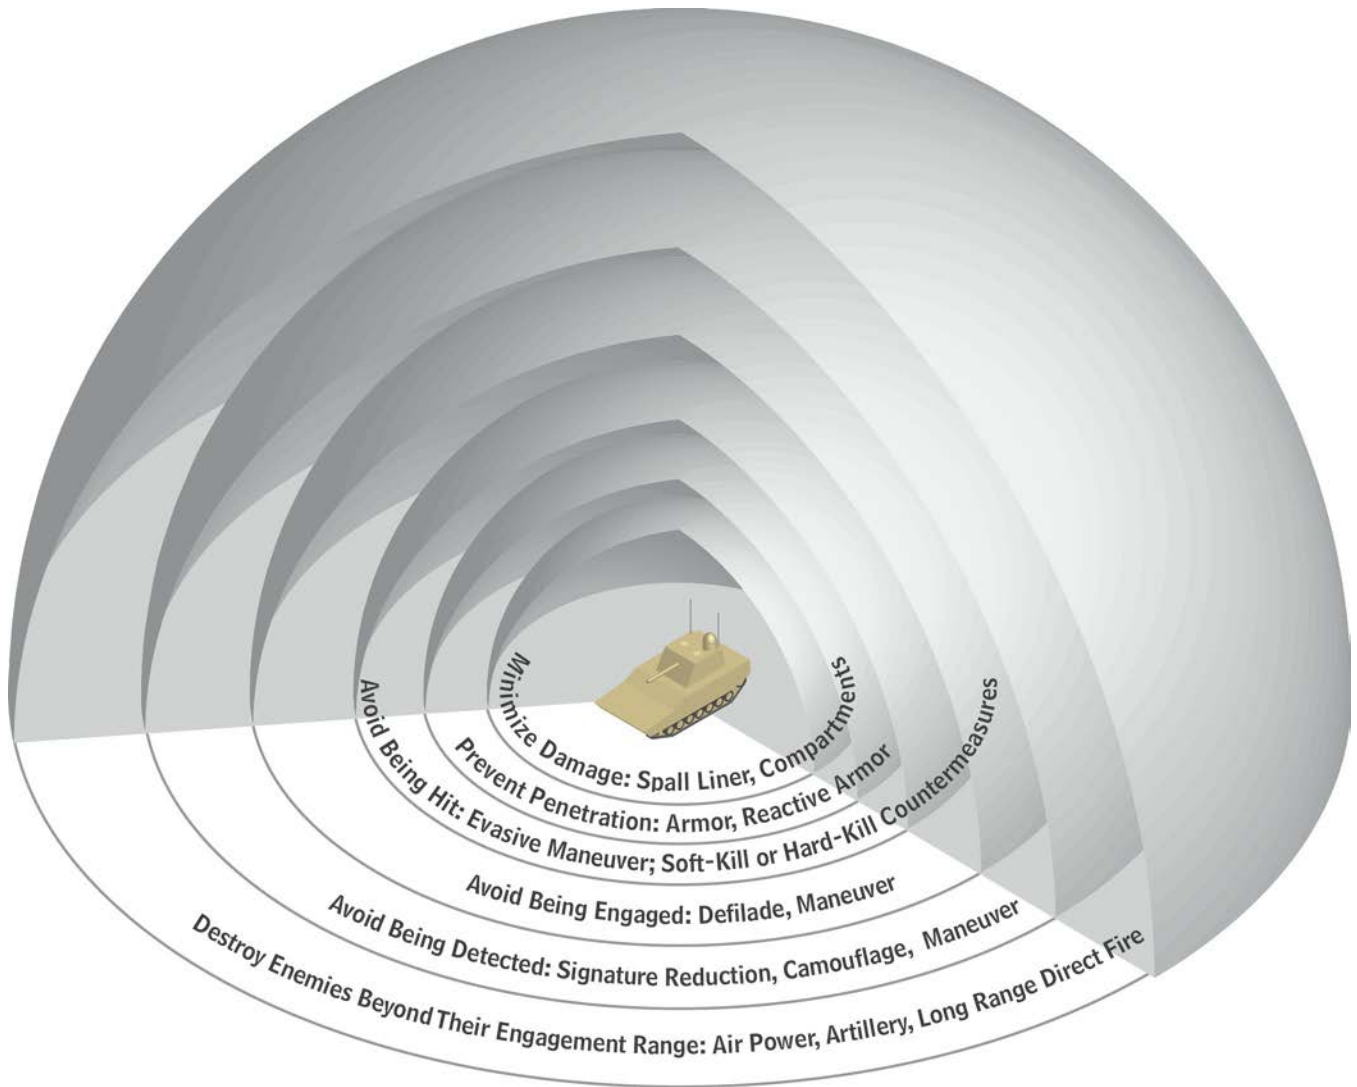 Minimize Damage: Spall Liner, Compartments
Prevent Penetration: Armor, Reactive Armor
Avoid Being Hit: Evasive Maneuver; Soft-Kill or Hard-Kill Countermeasures
Avoid Being Engaged: Defilade, Maneuver
Avoid Being Detected: Signature Reduction, Camouflage, Maneuver
Destroy Enemies Beyond Their Engagement Range: Air Power, Artillery, Long Range Direct Fire